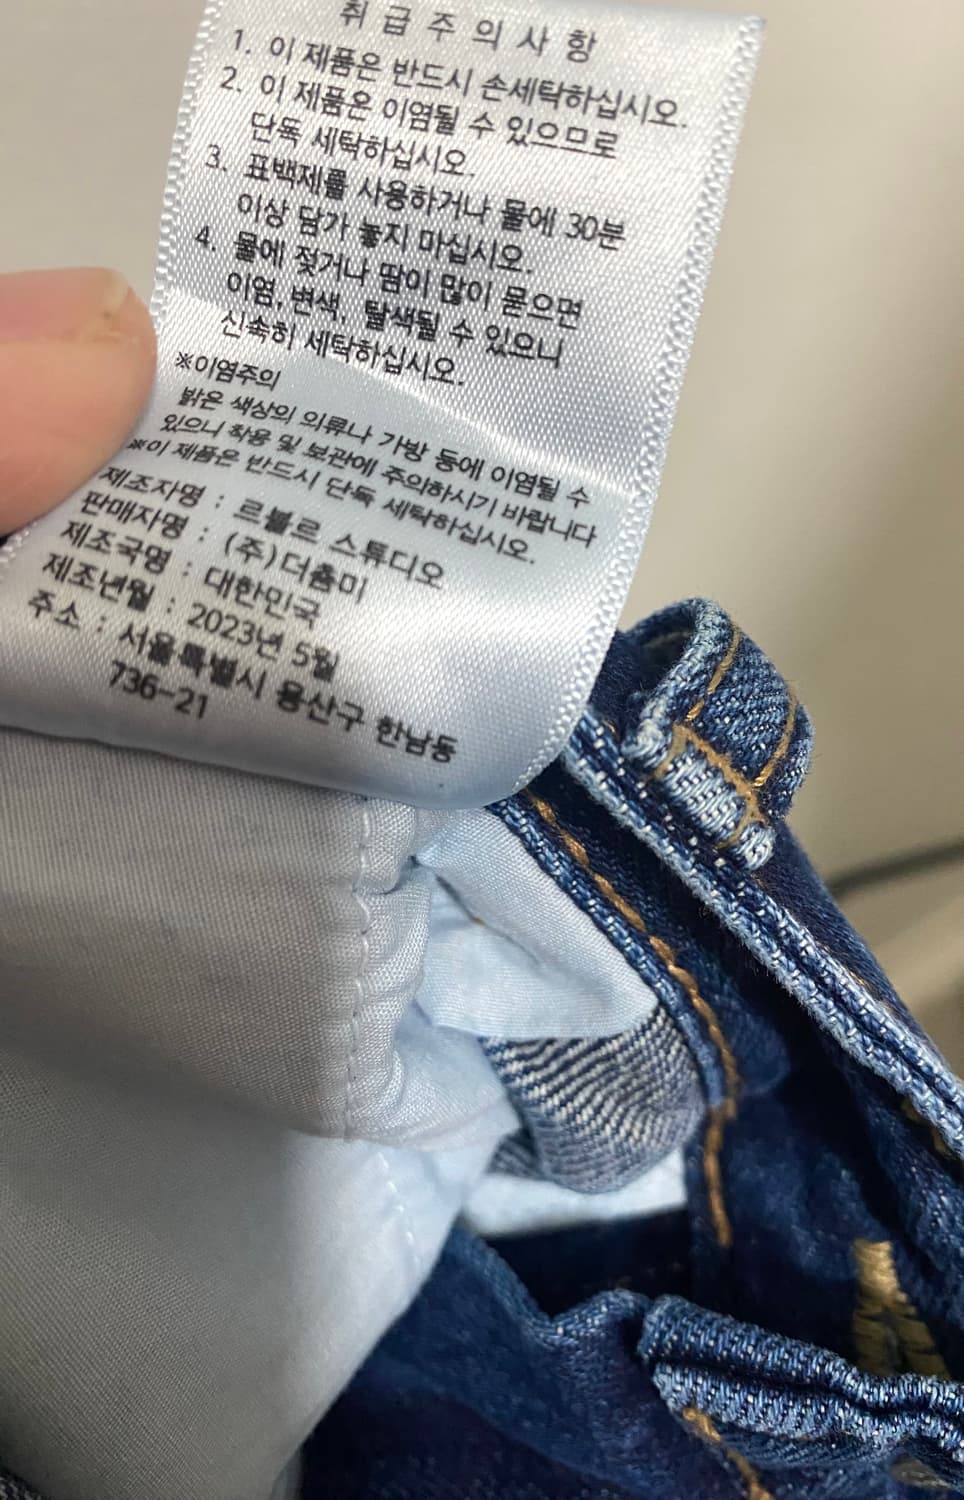 취급주의사항
1. 이 제품은 반드시 손세탁하십시오.
2. 이 제품은 이염될 수 있으므로
단독 세탁하십시오.
3. 표백제를 사용하거나 물에 30분
이상 담가 놓지 마십시오.
4. 물에 젖거나 땀이 많이 묻으면
이염, 변색, 탈색될 수 있으니
신속히 세탁하십시오.
※이염주의
밝은 색상의 의류나 가방 등에 이염될 수
있으니 착용 및 보관에 주의하시기 바랍니다
※이 제품은 반드시 단독 세탁하십시오.
제조자명 : 르블르 스튜디오
판매자명 : (주)더춤미
제조국명 : 대한민국
제조년월 : 2023년 5월
주소 : 서울특별시 용산구 한남동
736-21